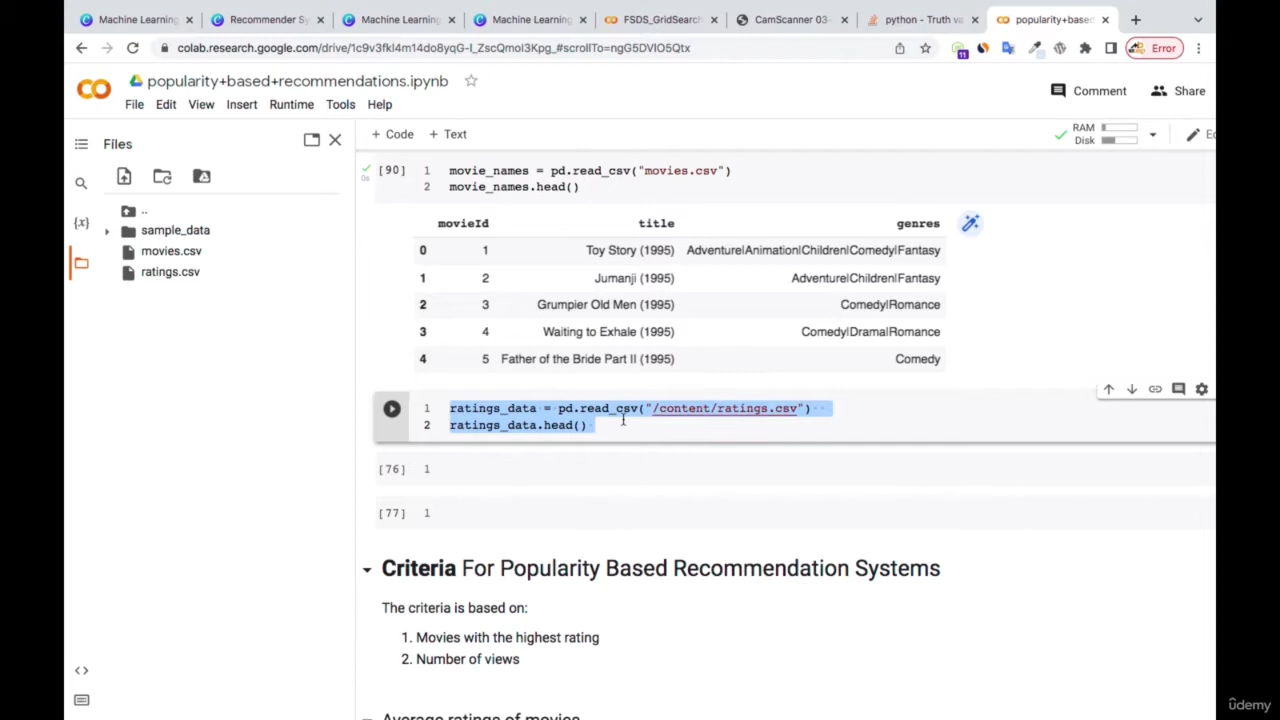 Machine Learning
Recommender Sy
Machine Learning
Machine Learning
FSDS_GridSearch
CamScanner 03-
python - Truth va
popularity+based
colab.research.google.com/drive/1c9v3fkl4m14do8yqG-l_ZscQmoI3Kpg_#scrollTo=ngG5DVIO5Qtx
11
Error
popularity+based+recommendations.ipynb
File Edit View Insert Runtime Tools Help
Comment
Share
Files
+ Code + Text
RAM
Disk
..
sample_data
movies.csv
ratings.csv
{x}
[90]
0s
1 movie_names = pd.read_csv("movies.csv")
2 movie_names.head()
movieId title genres
0 1 Toy Story (1995) Adventure|Animation|Children|Comedy|Fantasy
1 2 Jumanji (1995) Adventure|Children|Fantasy
2 3 Grumpier Old Men (1995) Comedy|Romance
3 4 Waiting to Exhale (1995) Comedy|Drama|Romance
4 5 Father of the Bride Part II (1995) Comedy
1 ratings_data = pd.read_csv("/content/ratings.csv")
2 ratings_data.head()
[76] 1
[77] 1
Criteria For Popularity Based Recommendation Systems
The criteria is based on:
1. Movies with the highest rating
2. Number of views
Average ratings of movies
udemy